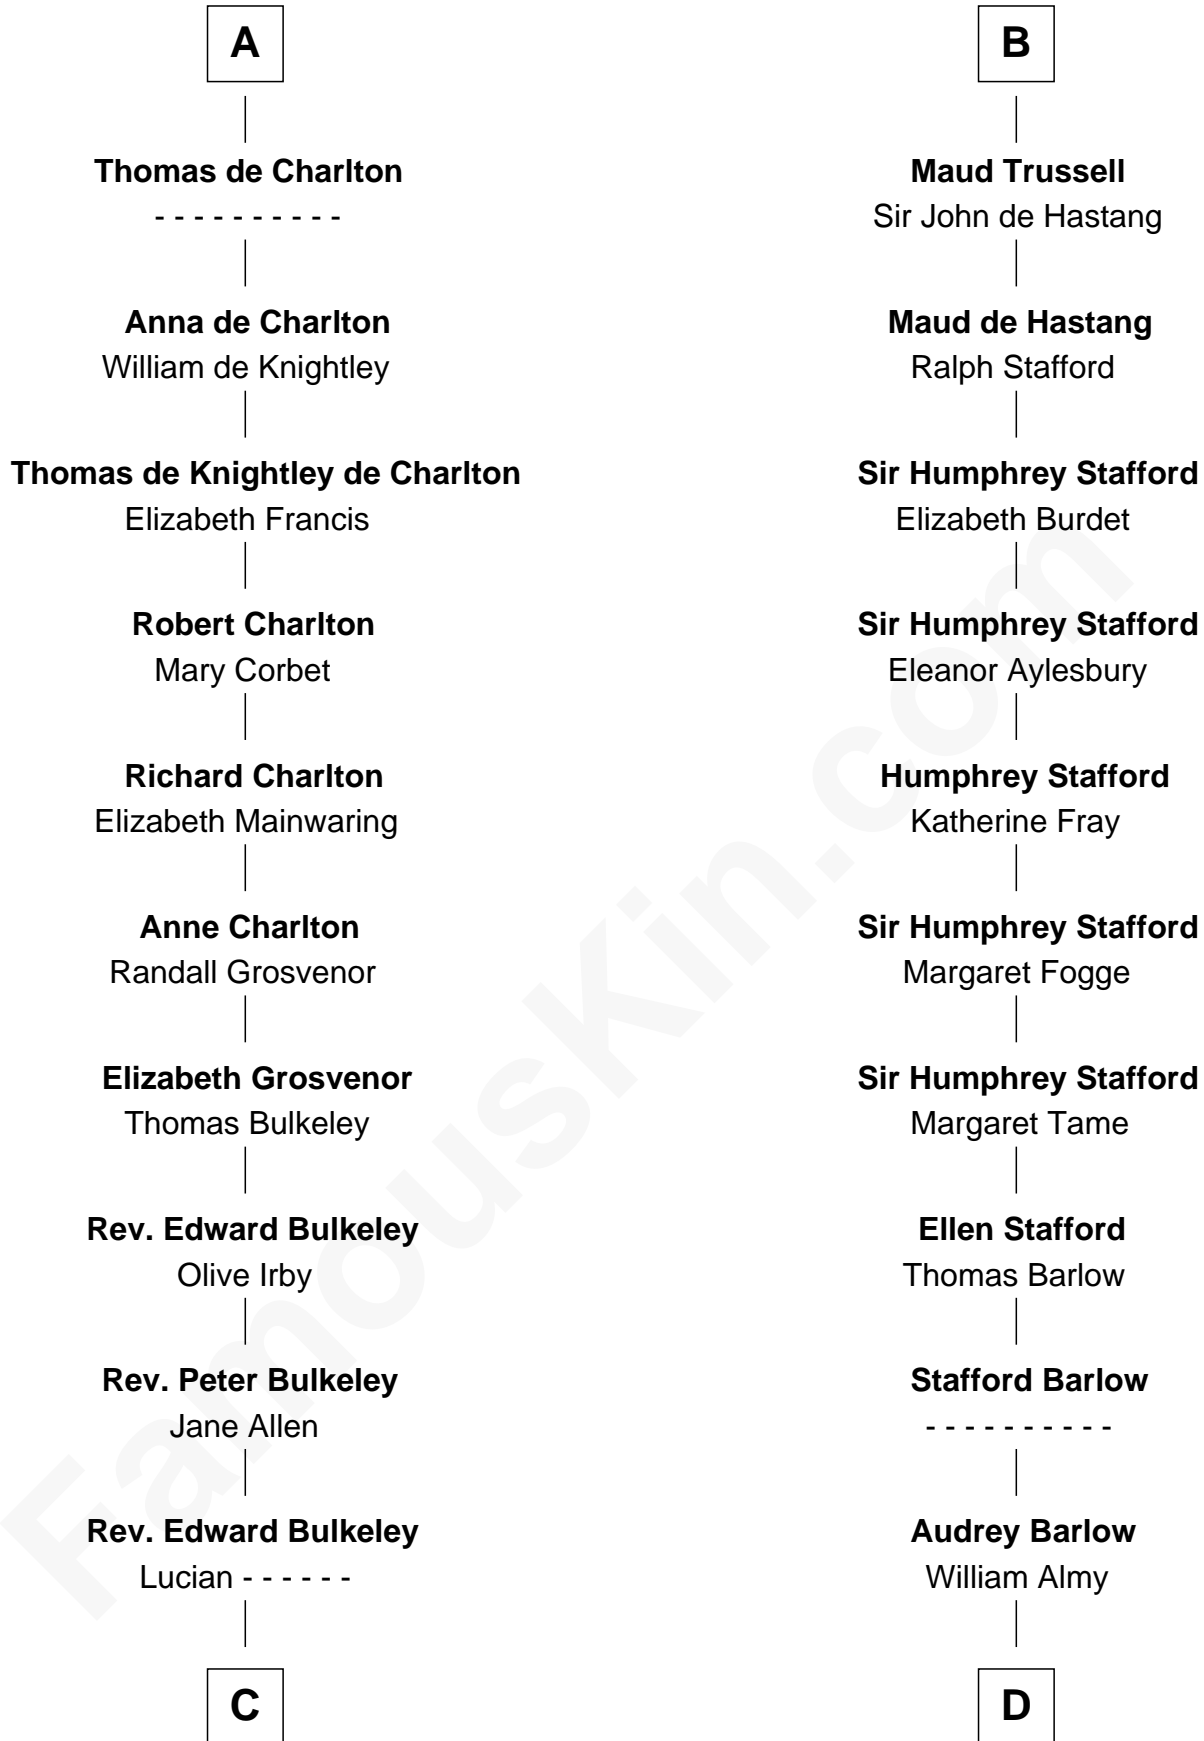 A
Thomas de Charlton
- - - - - - - - - -
Anna de Charlton
William de Knightley
Thomas de Knightley de Charlton
Elizabeth Francis
Robert Charlton
Mary Corbet
Richard Charlton
Elizabeth Mainwaring
Anne Charlton
Randall Grosvenor
Elizabeth Grosvenor
Thomas Bulkeley
Rev. Edward Bulkeley
Olive Irby
Rev. Peter Bulkeley
Jane Allen
Rev. Edward Bulkeley
Lucian - - - - - -
C
B
Maud Trussell
Sir John de Hastang
Maud de Hastang
Ralph Stafford
Sir Humphrey Stafford
Elizabeth Burdet
Sir Humphrey Stafford
Eleanor Aylesbury
Humphrey Stafford
Katherine Fray
Sir Humphrey Stafford
Margaret Fogge
Sir Humphrey Stafford
Margaret Tame
Ellen Stafford
Thomas Barlow
Stafford Barlow
- - - - - - - - - -
Audrey Barlow
William Almy
D
FamousKin.com